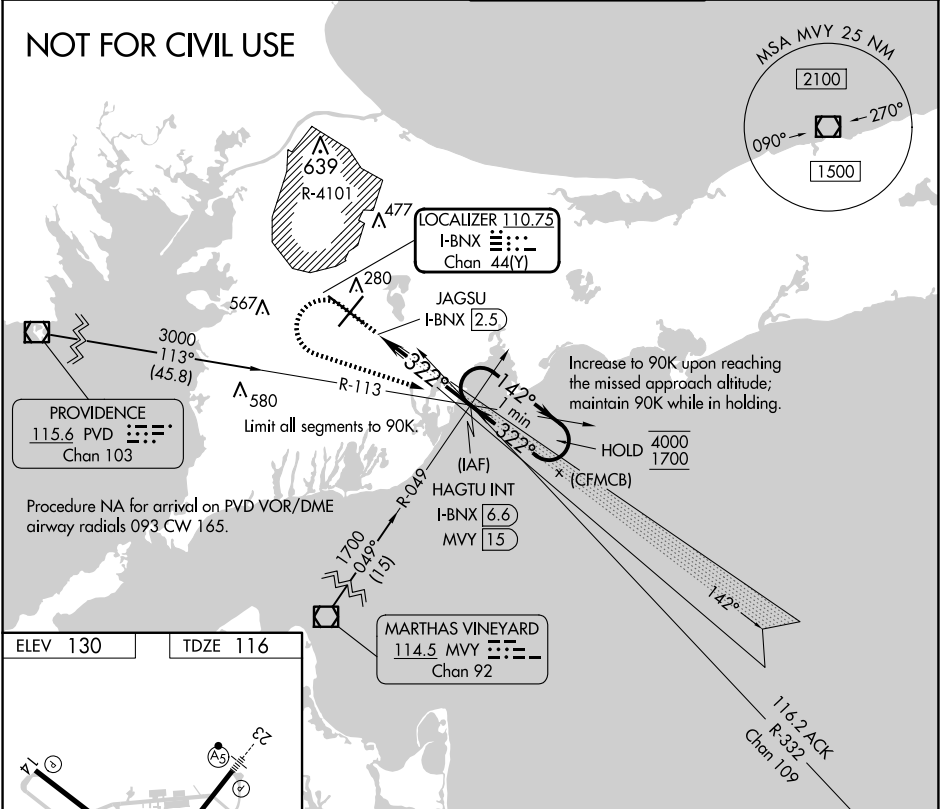 NOT FOR CIVIL USE
MSA MVY 25 NM
2100
090°
270°
1500
639
R-4101
477
LOCALIZER 110.75
I-BNX
Chan 44(Y)
280
567
JAGSU
I-BNX 2.5
3000
113°
(45.8)
R-113
580
322°
142°
1 min
322°
Increase to 90K upon reaching
the missed approach altitude;
maintain 90K while in holding.
PROVIDENCE
115.6 PVD
Chan 103
Limit all segments to 90K.
HOLD 4000
1700
(IAF)
(CFMCB)
HAGTU INT
I-BNX 6.6
MVY 15
Procedure NA for arrival on PVD VOR/DME
airway radials 093 CW 165.
R-049
1700
049°
(15)
142°
MARTHAS VINEYARD
114.5 MVY
Chan 92
116.2 ACK
R-332
Chan 109
ELEV 130
TDZE 116
14
P
A5
23
P